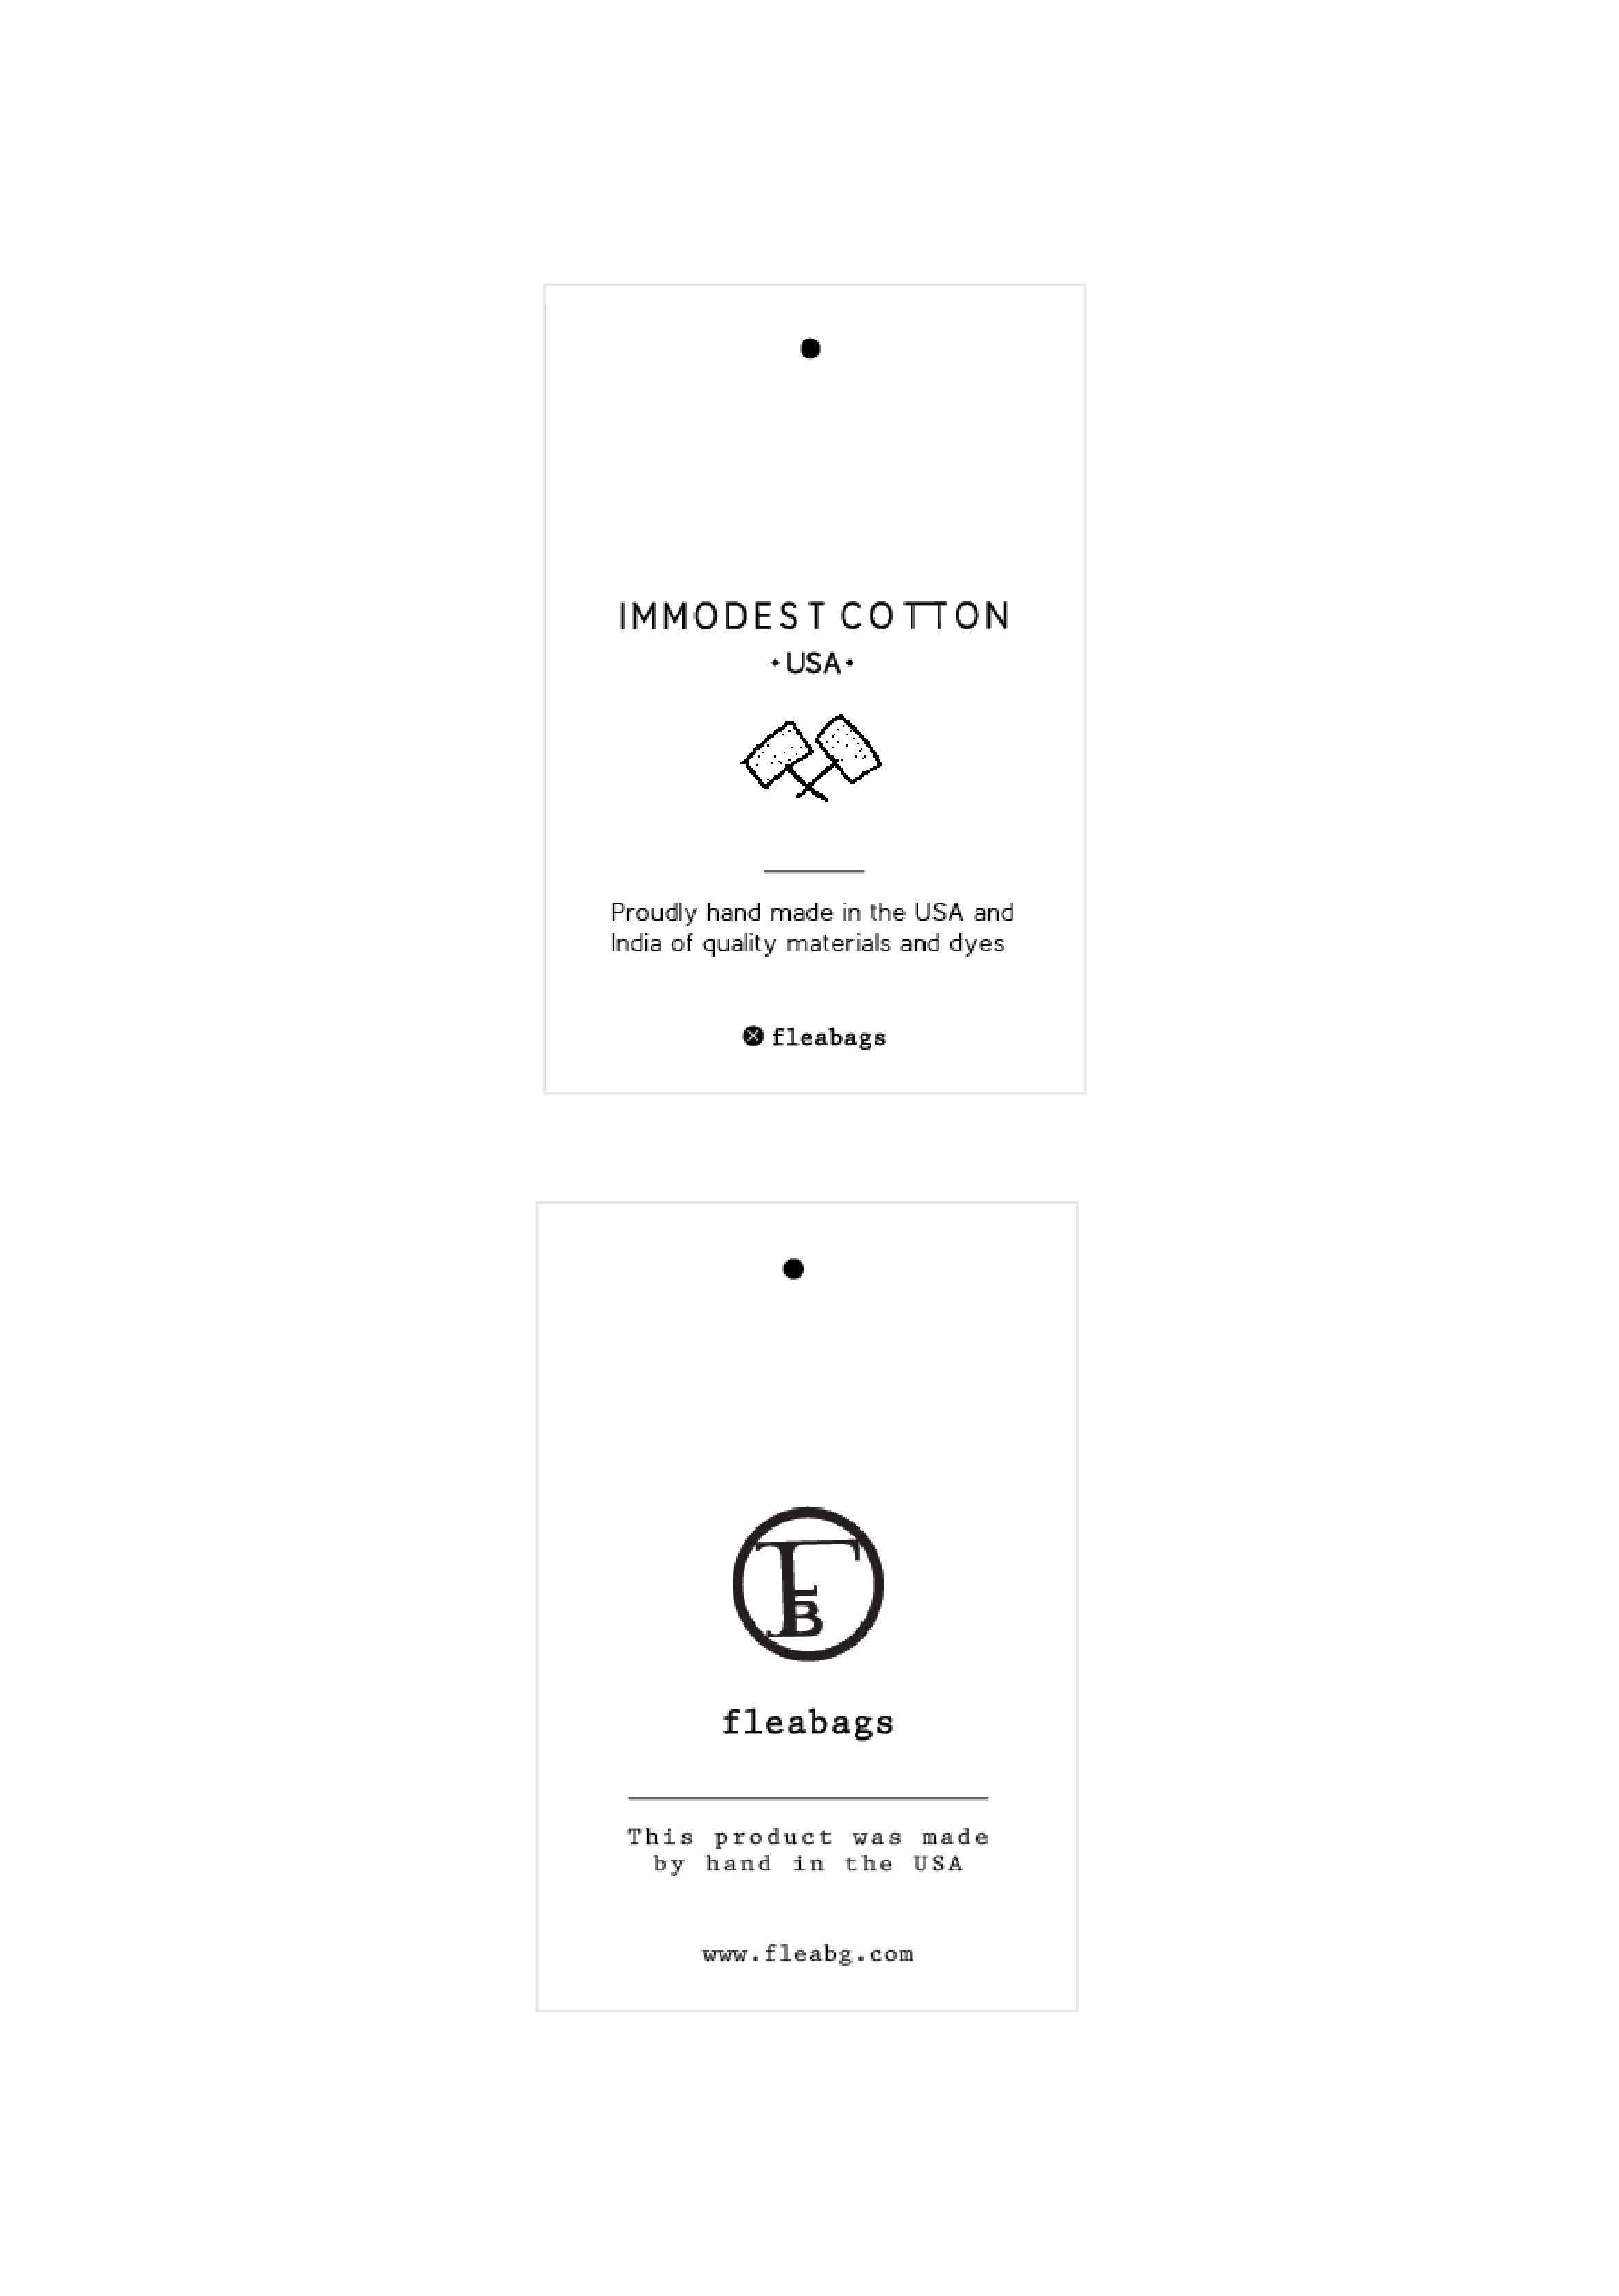 IMMODEST COTTON
• USA •
Proudly hand made in the USA and
India of quality materials and dyes
fleabags
FB
fleabags
This product was made
by hand in the USA
www.fleabg.com